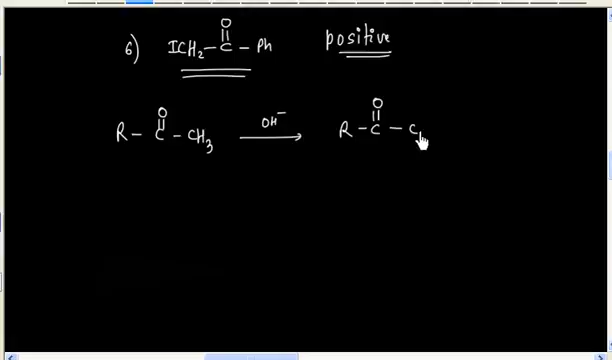 6) ICH₂–C–Ph positive
O
R–C–CH₃ OH⁻ → R–C–C
O O